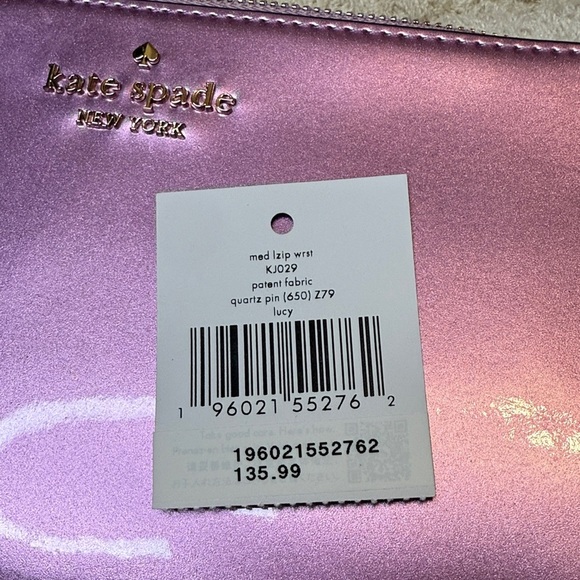 kate spade
NEW YORK
med lzip wrst
KJ029
patent fabric
quartz pin (650) Z79
lucy
1 96021 55276 2
196021552762
135.99